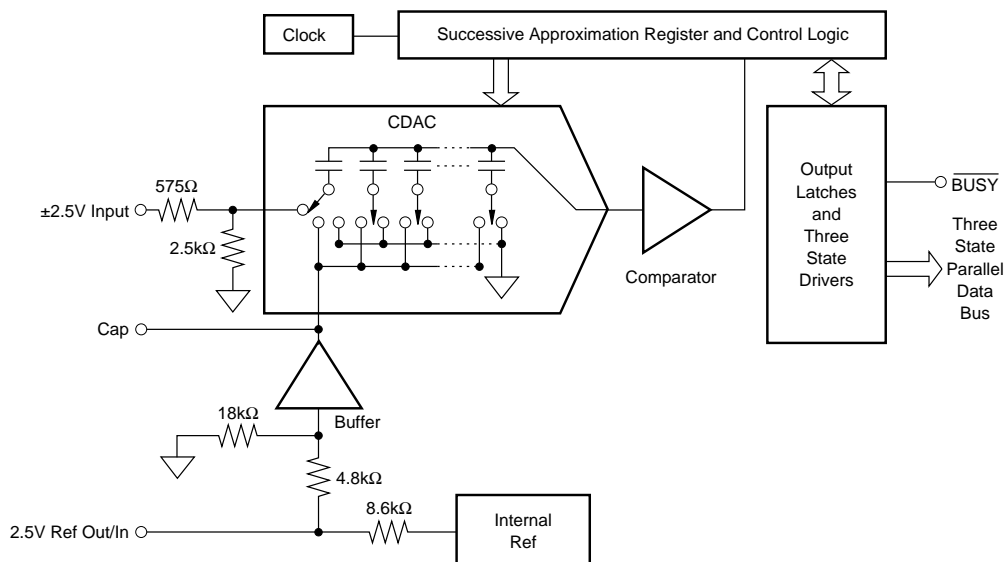 Clock
Successive Approximation Register and Control Logic
CDAC
±2.5V Input
575Ω
2.5kΩ
Comparator
Output
Latches
and
Three
State
Drivers
BUSY
Three
State
Parallel
Data
Bus
Cap
Buffer
18kΩ
4.8kΩ
2.5V Ref Out/In
8.6kΩ
Internal
Ref